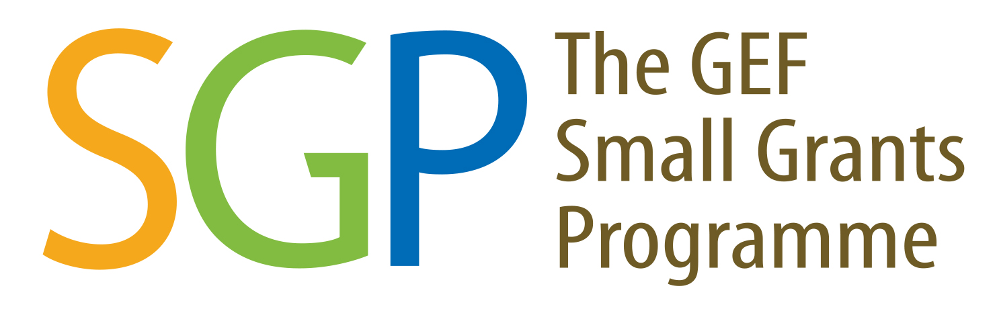 SGP
The GEF
Small Grants
Programme